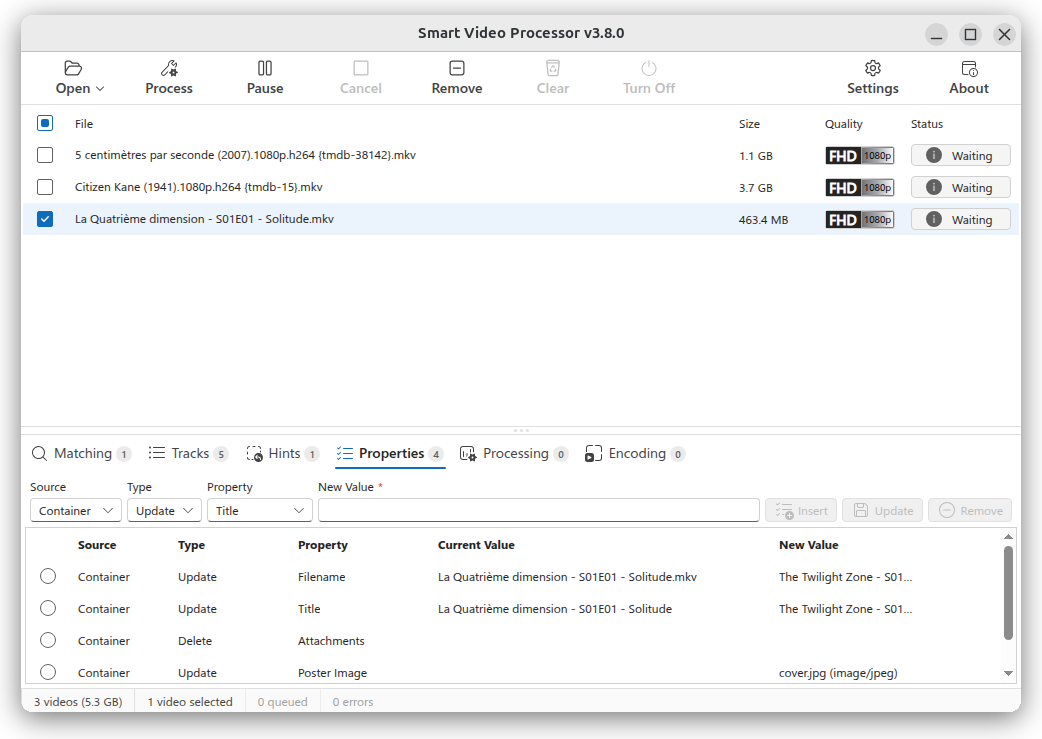 Smart Video Processor v3.8.0
Open Process Pause Cancel Remove Clear Turn Off Settings About
File Size Quality Status
5 centimètres par seconde (2007).1080p.h264 {tmdb-38142}.mkv 1.1 GB FHD 1080p Waiting
Citizen Kane (1941).1080p.h264 {tmdb-15}.mkv 3.7 GB FHD 1080p Waiting
La Quatrième dimension - S01E01 - Solitude.mkv 463.4 MB FHD 1080p Waiting
Matching 1 Tracks 5 Hints 1 Properties 4 Processing 0 Encoding 0
Source Type Property New Value *
Container Update Title Insert Update Remove
Source Type Property Current Value New Value
Container Update Filename La Quatrième dimension - S01E01 - Solitude.mkv The Twilight Zone - S01...
Container Update Title La Quatrième dimension - S01E01 - Solitude The Twilight Zone - S01...
Container Delete Attachments
Container Update Poster Image cover.jpg (image/jpeg)
3 videos (5.3 GB) 1 video selected 0 queued 0 errors